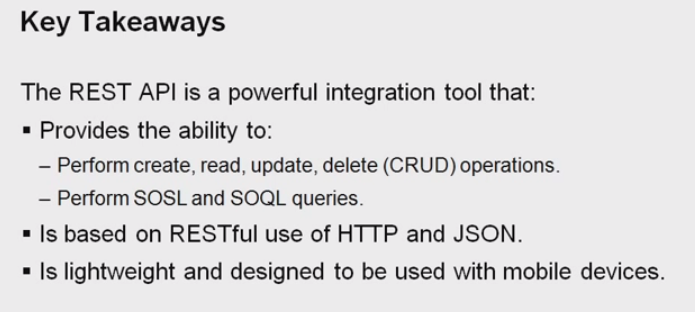 Key Takeaways
The REST API is a powerful integration tool that:
▪ Provides the ability to:
– Perform create, read, update, delete (CRUD) operations.
– Perform SOSL and SOQL queries.
▪ Is based on RESTful use of HTTP and JSON.
▪ Is lightweight and designed to be used with mobile devices.